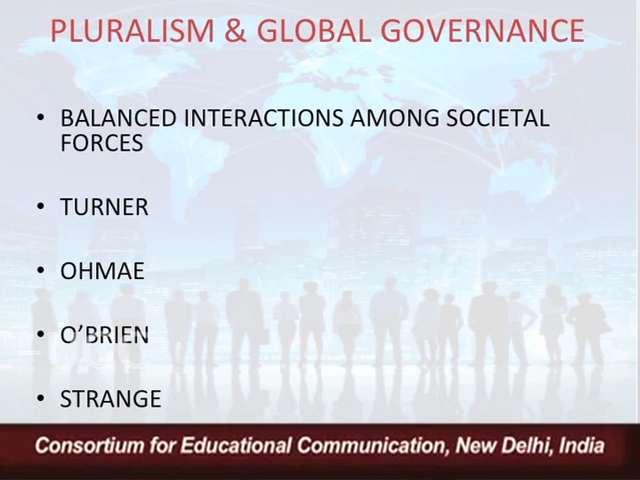 PLURALISM & GLOBAL GOVERNANCE
• BALANCED INTERACTIONS AMONG SOCIETAL
FORCES
• TURNER
• OHMAE
• O’BRIEN
• STRANGE
Consortium for Educational Communication, New Delhi, India